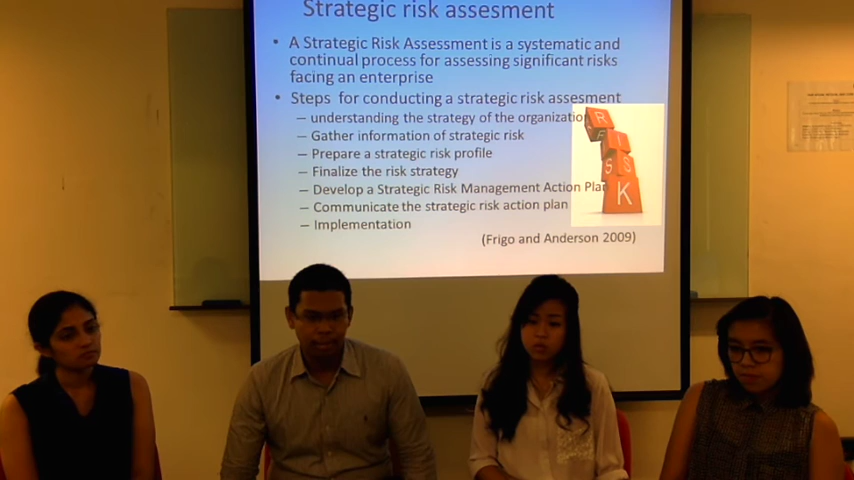 Strategic risk assesment
• A Strategic Risk Assessment is a systematic and
continual process for assessing significant risks
facing an enterprise
• Steps for conducting a strategic risk assesment
– understanding the strategy of the organization
– Gather information of strategic risk
– Prepare a strategic risk profile
– Finalize the risk strategy
– Develop a Strategic Risk Management Action Plan
– Communicate the strategic risk action plan
– Implementation
(Frigo and Anderson 2009)
R
I
S
K